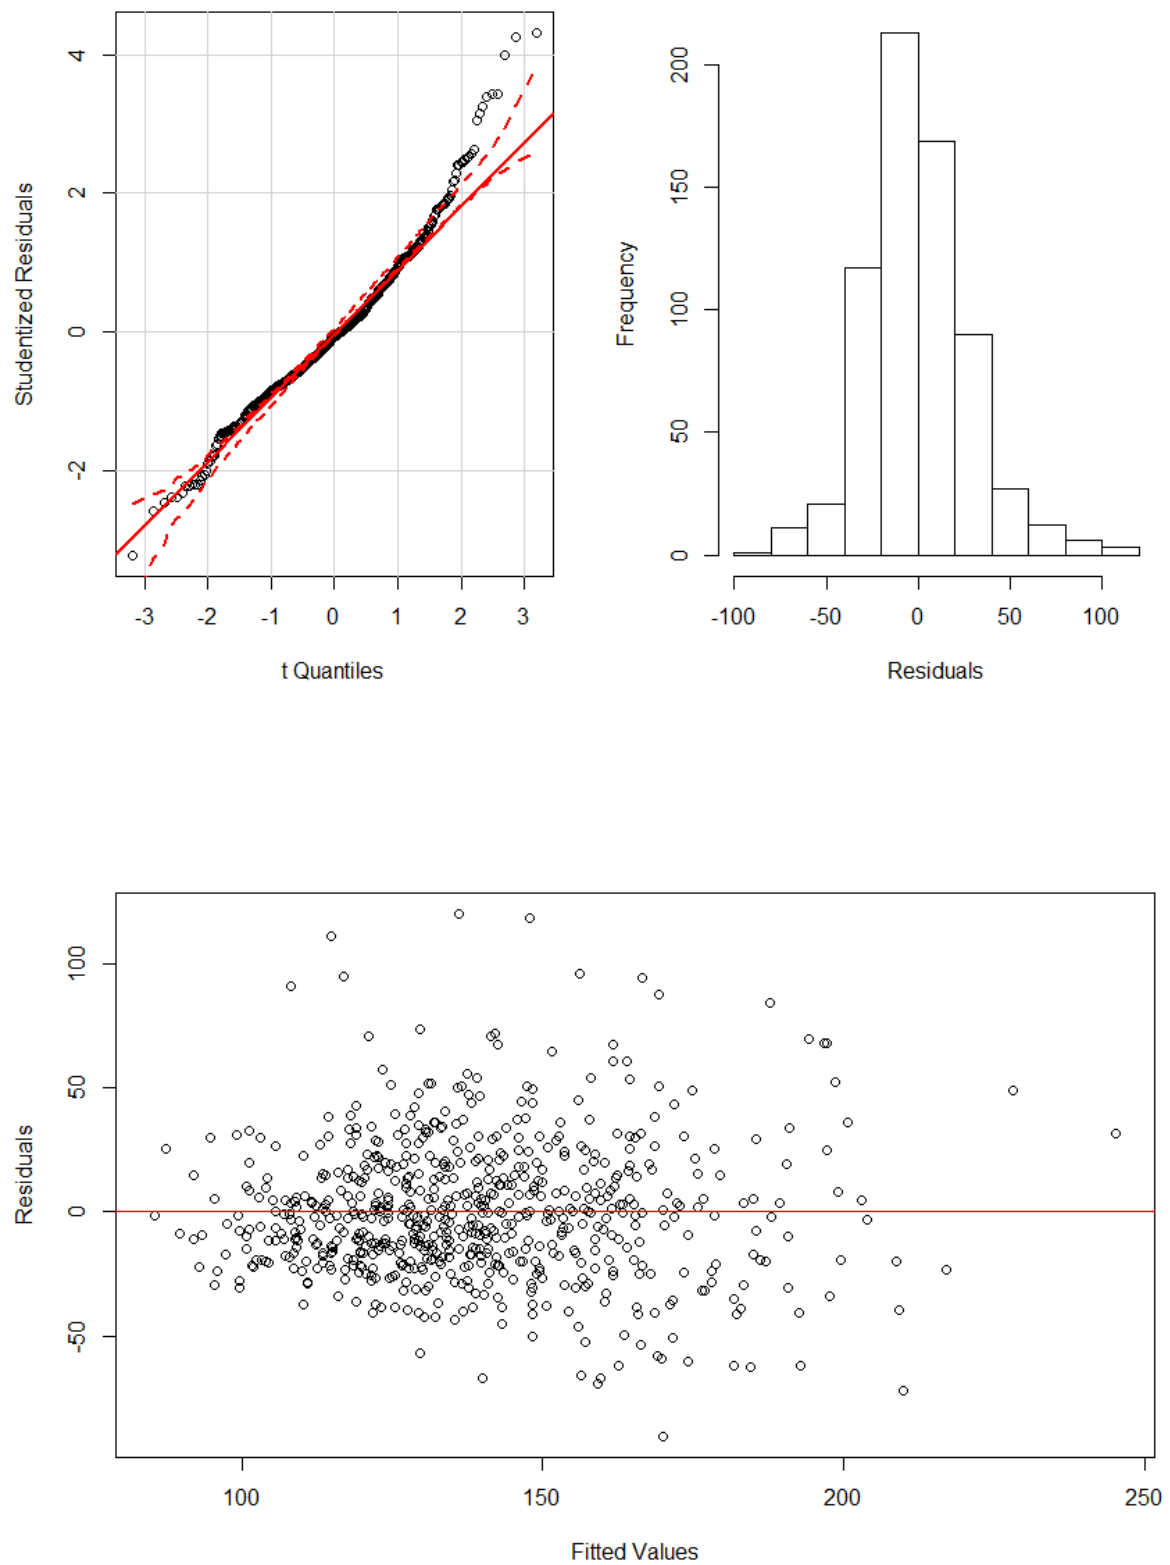 Studentized Residuals
4
2
0
-2
-3 -2 -1 0 1 2 3
t Quantiles
Frequency
200
150
100
50
0
-100 -50 0 50 100
Residuals
Residuals
100
50
0
-50
100 150 200 250
Fitted Values